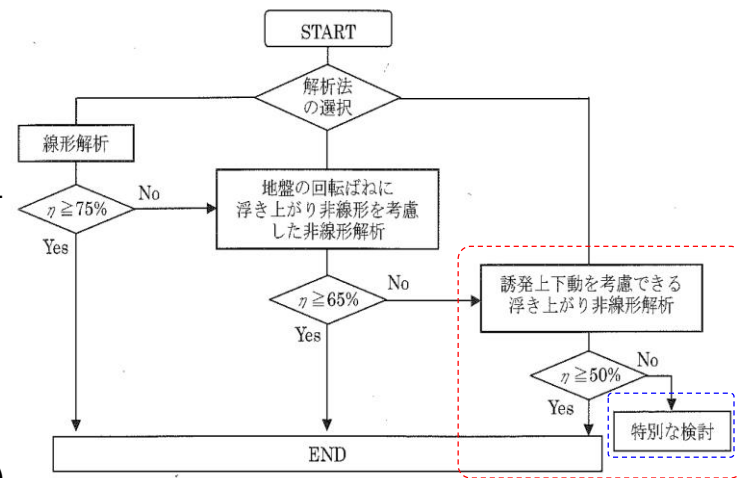 START
解析法
の選択
線形解析
η≧75%
No
Yes
地盤の回転ばねに
浮き上がり非線形を考慮
した非線形解析
η≧65%
No
Yes
誘発上下動を考慮できる
浮き上がり非線形解析
η≧50%
No
Yes
特別な検討
END